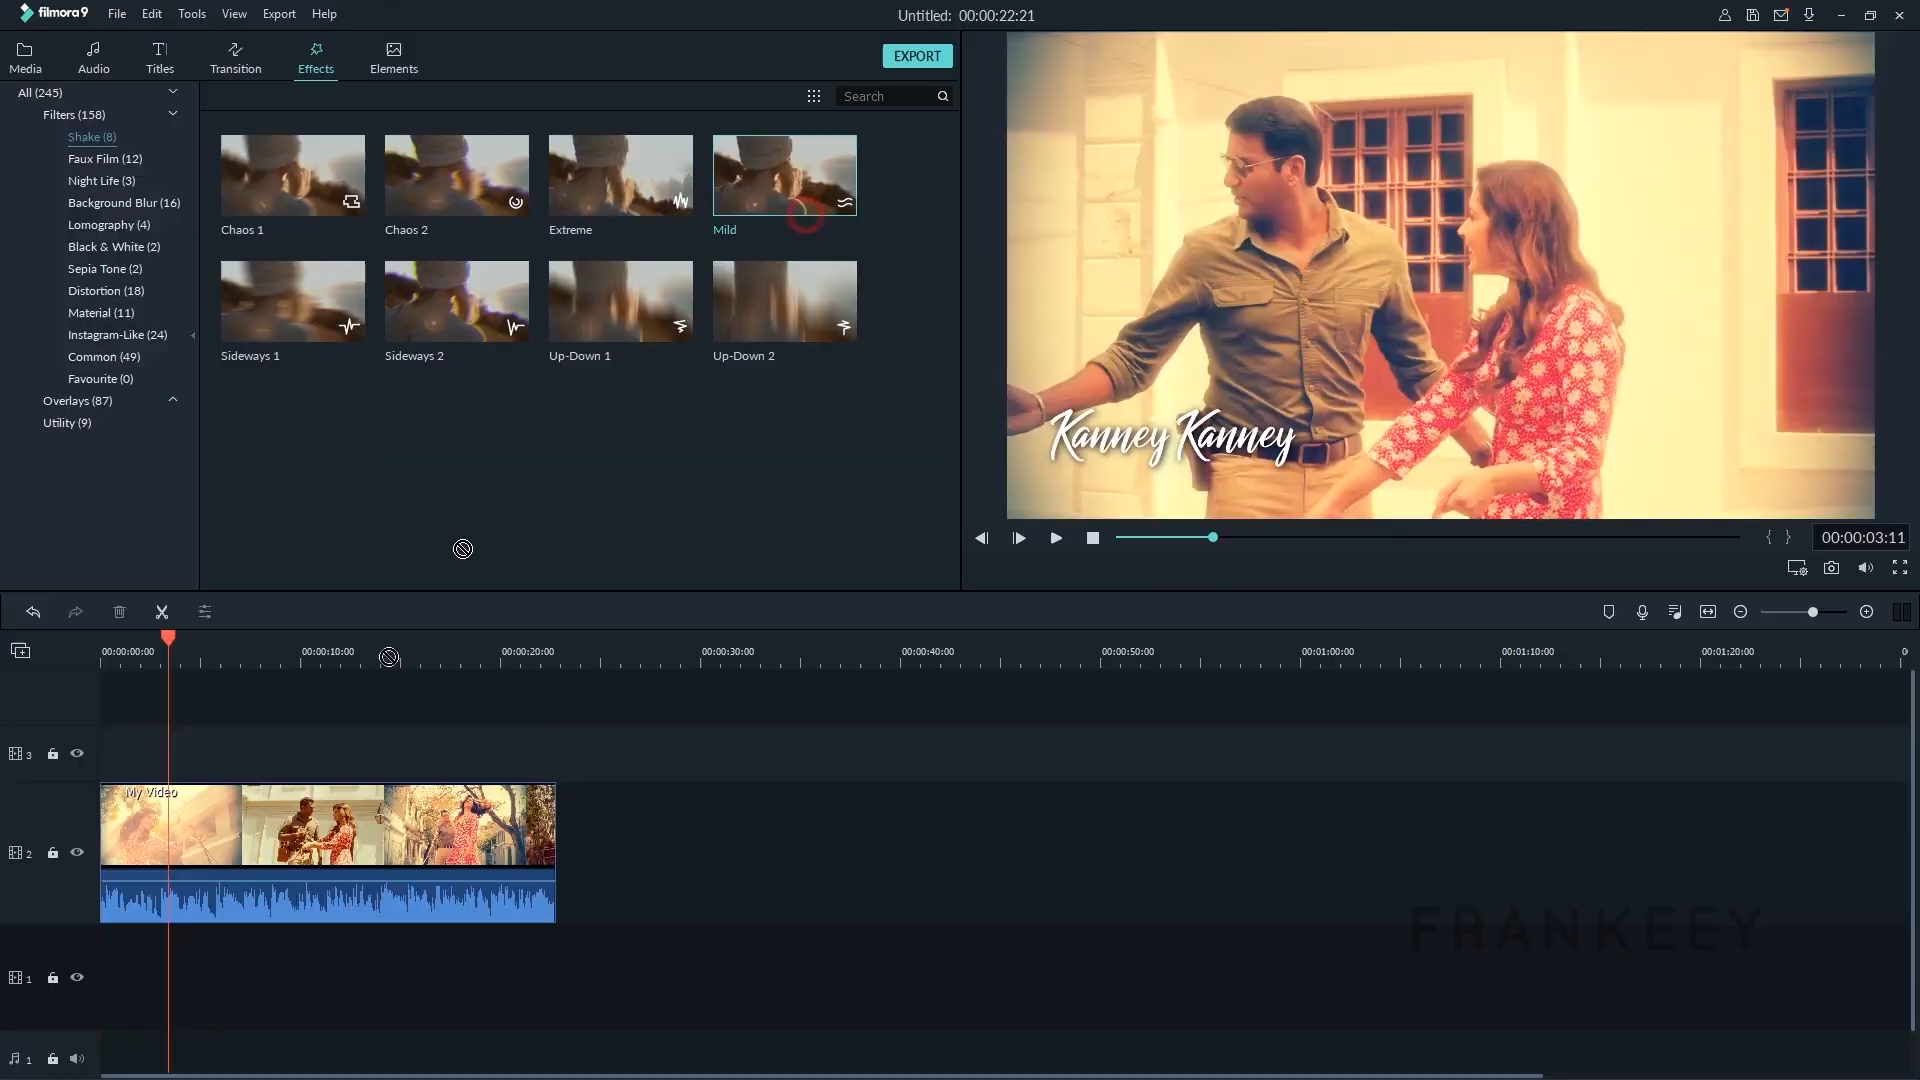 filmora9 File Edit Tools View Export Help Untitled: 00:00:22:21
Media Audio Titles Transition Effects Elements EXPORT
All (245)
Filters (158)
Shake (8)
Faux Film (12)
Night Life (3)
Background Blur (16)
Lomography (4)
Black & White (2)
Sepia Tone (2)
Distortion (18)
Material (11)
Instagram-Like (24)
Common (49)
Favourite (0)
Overlays (87)
Utility (9)
Search
Chaos 1 Chaos 2 Extreme Mild
Sideways 1 Sideways 2 Up-Down 1 Up-Down 2
Kanney Kanney
{ } 00:00:03:11
00:00:00:00 00:00:10:00 00:00:20:00 00:00:30:00 00:00:40:00 00:00:50:00 00:01:00:00 00:01:10:00 00:01:20:00 0
3
My Video
2
FRANKEEY
1
1